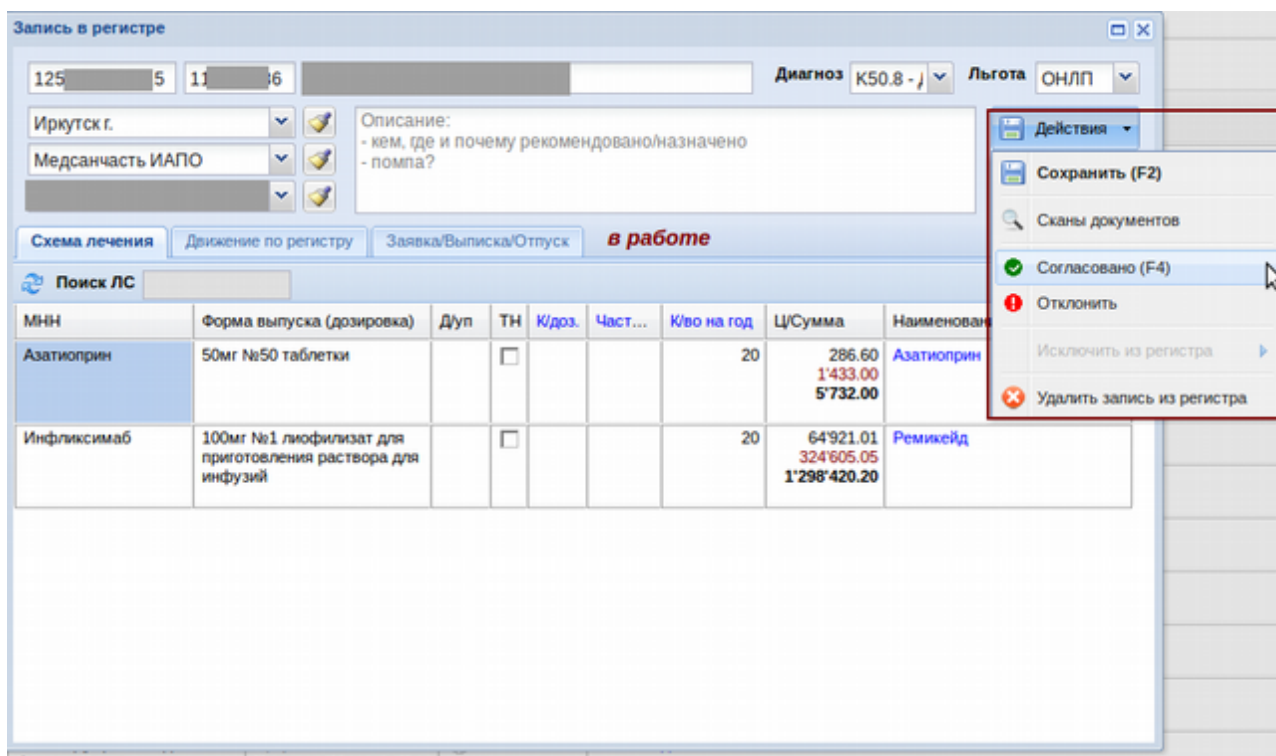 Запись в регистре
125 5 11 36 Диагноз K50.8 - Льгота ОНЛП
Иркутск г.
Медсанчасть ИАПО
Описание:
- кем, где и почему рекомендовано/назначено
- помпа?
Действия
Сохранить (F2)
Сканы документов
Согласовано (F4)
Отклонить
Исключить из регистра
Удалить запись из регистра
Схема лечения Движение по регистру Заявка/Выписка/Отпуск в работе
Поиск ЛС
МНН Форма выпуска (дозировка) Д/уп ТН К/доз. Част... К/во на год Ц/Сумма Наименован
Азатиоприн 50мг №50 таблетки 20 286.60 Азатиоприн
1'433.00
5'732.00
Инфликсимаб 100мг №1 лиофилизат для 20 64'921.01 Ремикейд
приготовления раствора для 324'605.05
инфузий 1'298'420.20